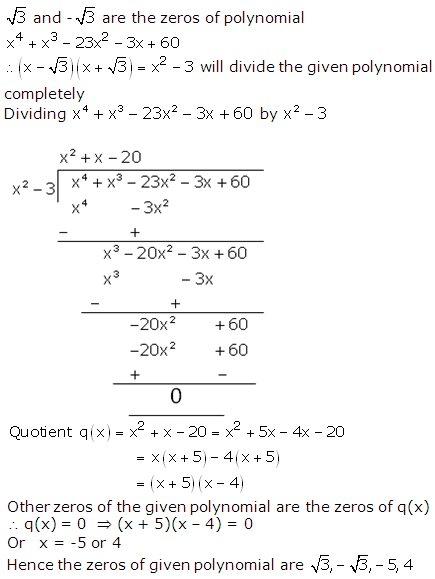 √3 and -√3 are the zeros of polynomial
x⁴ + x³ − 23x² − 3x + 60
∴ (x − √3)(x + √3) = x² − 3 will divide the given polynomial
completely
Dividing x⁴ + x³ − 23x² − 3x + 60 by x² − 3
x² + x − 20
x² − 3 x⁴ + x³ − 23x² − 3x + 60
x⁴ − 3x²
− +
x³ − 20x² − 3x + 60
x³ − 3x
− +
−20x² + 60
−20x² + 60
+ −
0
Quotient q(x) = x² + x − 20 = x² + 5x − 4x − 20
= x(x + 5) − 4(x + 5)
= (x + 5)(x − 4)
Other zeros of the given polynomial are the zeros of q(x)
∴ q(x) = 0 ⇒ (x + 5)(x − 4) = 0
Or x = -5 or 4
Hence the zeros of given polynomial are √3, − √3, − 5, 4